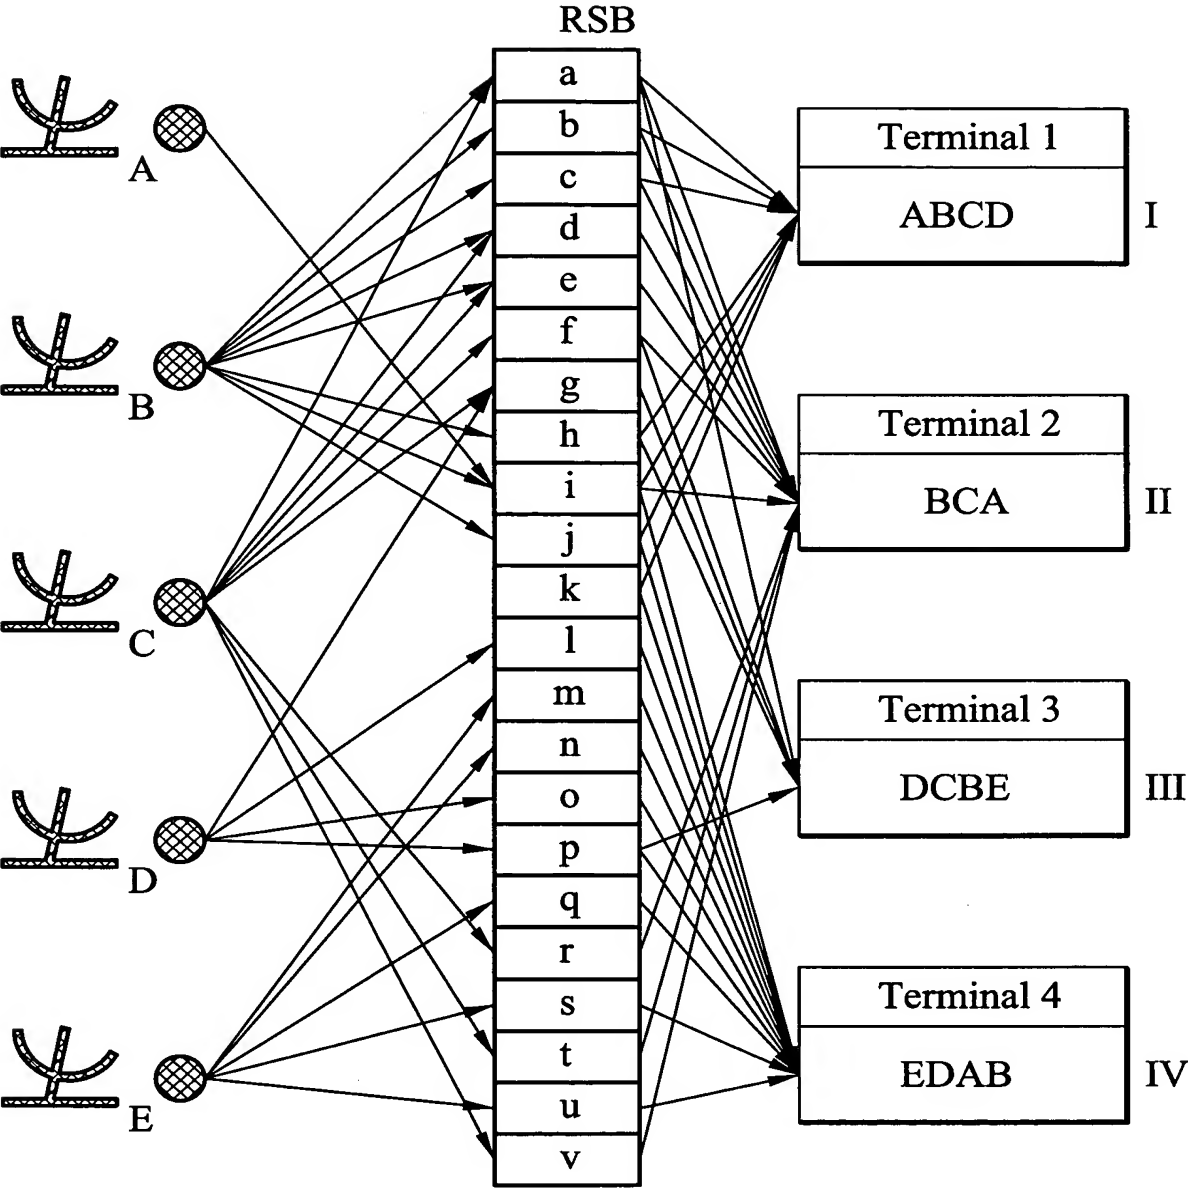 RSB
a
b
c
d
e
f
g
h
i
j
k
l
m
n
o
p
q
r
s
t
u
v
A
B
C
D
E
Terminal 1
ABCD
I
Terminal 2
BCA
II
Terminal 3
DCBE
III
Terminal 4
EDAB
IV